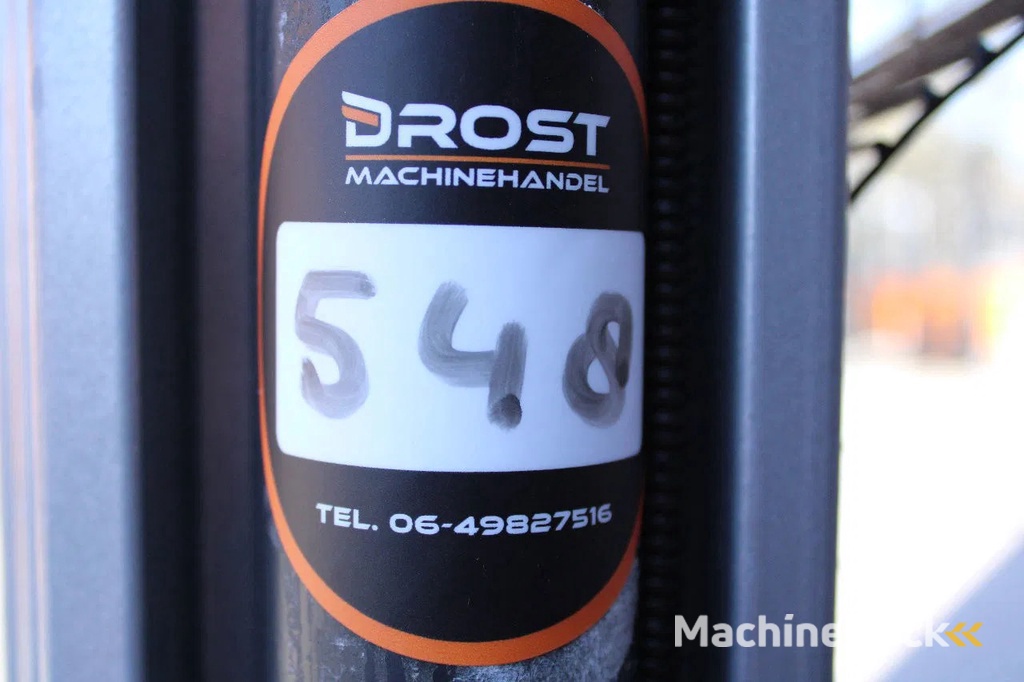 DROST
MACHINEHANDEL
548
TEL. 06-49827516